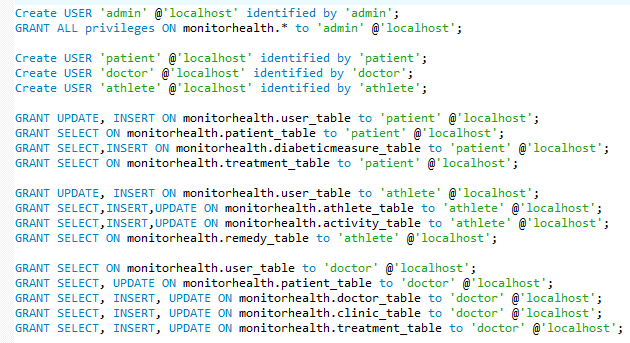 Create USER 'admin' @'localhost' identified by 'admin';
GRANT ALL privileges ON monitorhealth.* to 'admin' @'localhost';
Create USER 'patient' @'localhost' identified by 'patient';
Create USER 'doctor' @'localhost' identified by 'doctor';
Create USER 'athlete' @'localhost' identified by 'athlete';
GRANT UPDATE, INSERT ON monitorhealth.user_table to 'patient' @'localhost';
GRANT SELECT ON monitorhealth.patient_table to 'patient' @'localhost';
GRANT SELECT,INSERT ON monitorhealth.diabeticmeasure_table to 'patient' @'localhost';
GRANT SELECT ON monitorhealth.treatment_table to 'patient' @'localhost';
GRANT UPDATE, INSERT ON monitorhealth.user_table to 'athlete' @'localhost';
GRANT SELECT,INSERT,UPDATE ON monitorhealth.athlete_table to 'athlete' @'localhost';
GRANT SELECT,INSERT,UPDATE ON monitorhealth.activity_table to 'athlete' @'localhost';
GRANT SELECT ON monitorhealth.remedy_table to 'athlete' @'localhost';
GRANT SELECT ON monitorhealth.user_table to 'doctor' @'localhost';
GRANT SELECT, UPDATE ON monitorhealth.patient_table to 'doctor' @'localhost';
GRANT SELECT, INSERT, UPDATE ON monitorhealth.doctor_table to 'doctor' @'localhost';
GRANT SELECT, INSERT, UPDATE ON monitorhealth.clinic_table to 'doctor' @'localhost';
GRANT SELECT, INSERT, UPDATE ON monitorhealth.treatment_table to 'doctor' @'localhost';